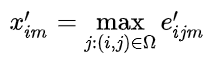 $x'_{im} = \max_{j:(i,j)\in\Omega} e'_{ijm}$